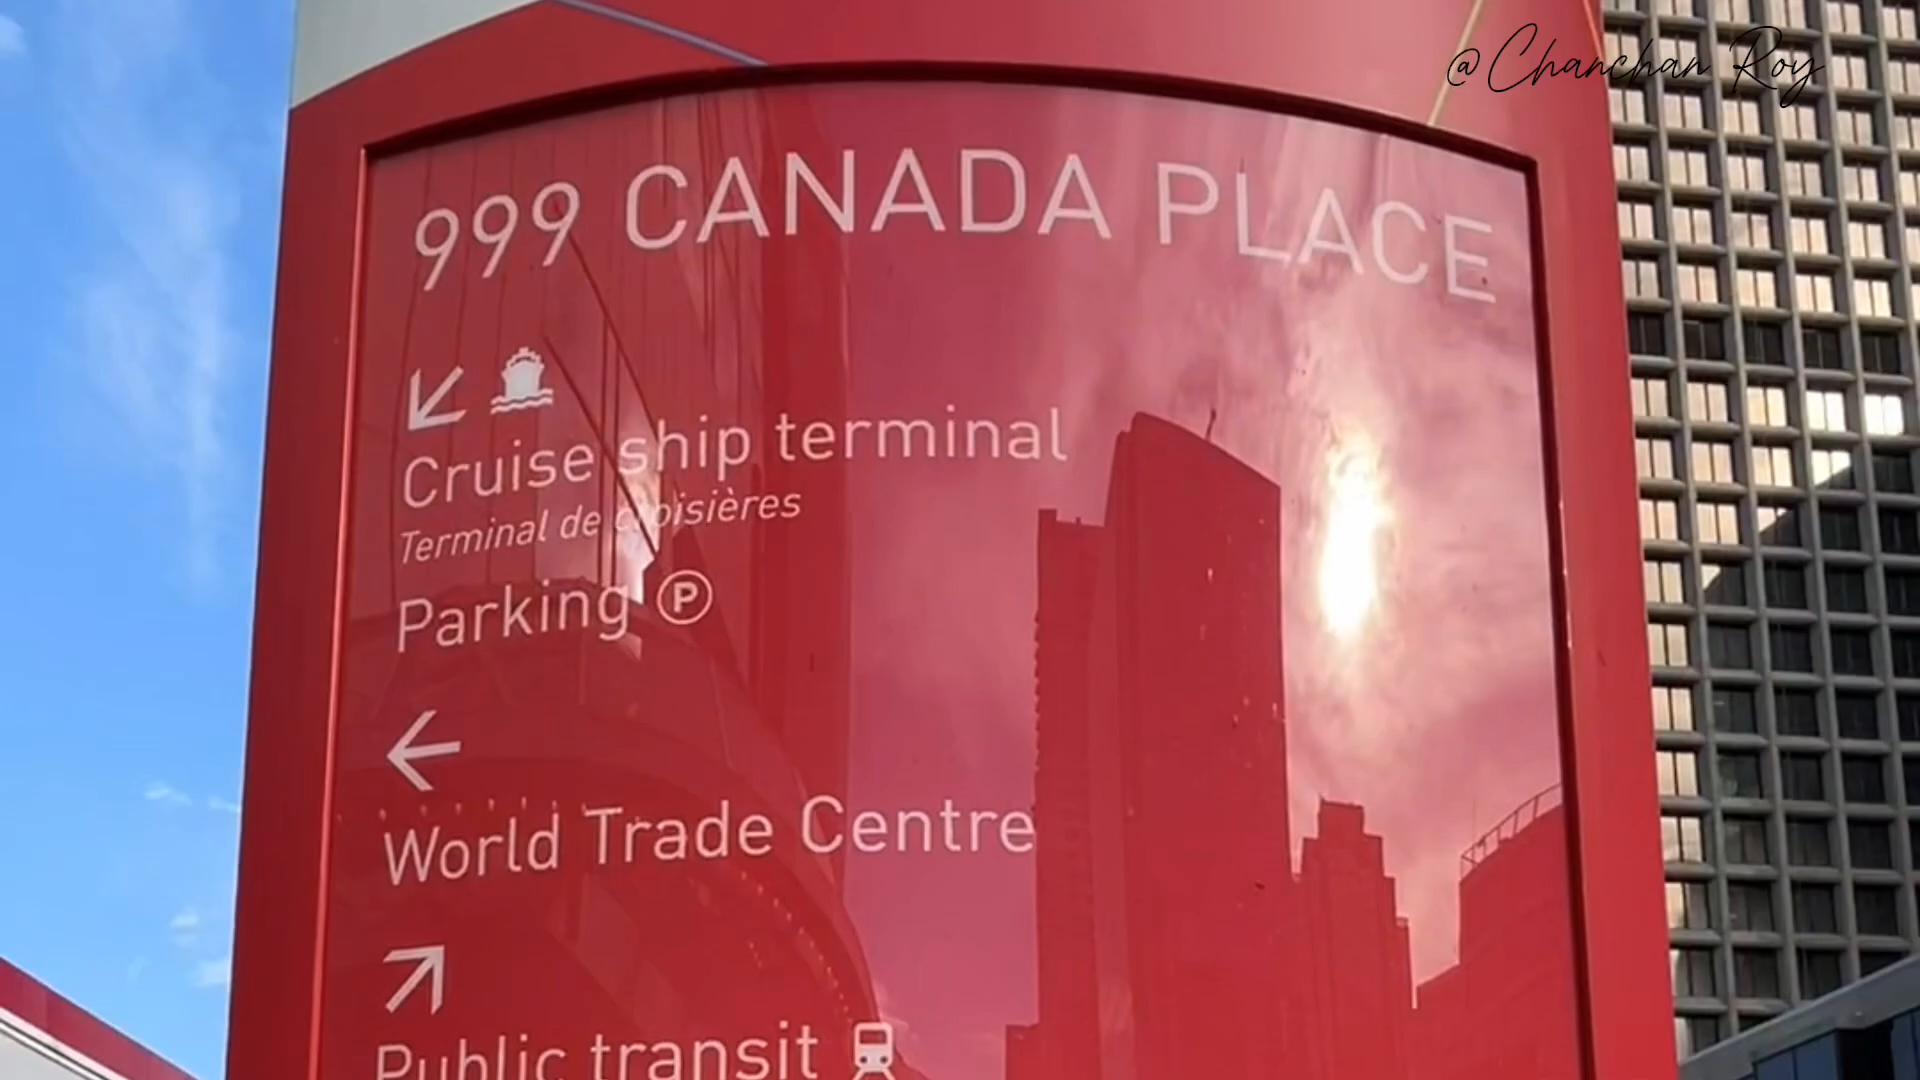 @Chanchan Roy
999 CANADA PLACE
Cruise ship terminal
Terminal de croisières
Parking P
World Trade Centre
Public transit